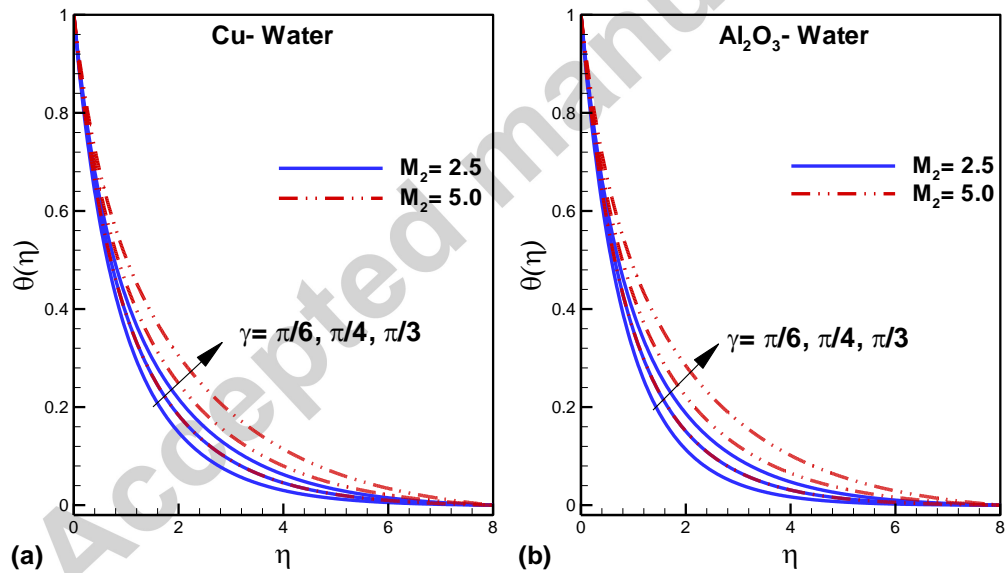 Accepted manu
Cu- Water
M₂= 2.5
M₂= 5.0
γ= π/6, π/4, π/3
θ(η)
1
0.8
0.6
0.4
0.2
0
0 2 4 6 8
η
(a)
Al₂O₃- Water
M₂= 2.5
M₂= 5.0
γ= π/6, π/4, π/3
θ(η)
1
0.8
0.6
0.4
0.2
0
0 2 4 6 8
η
(b)